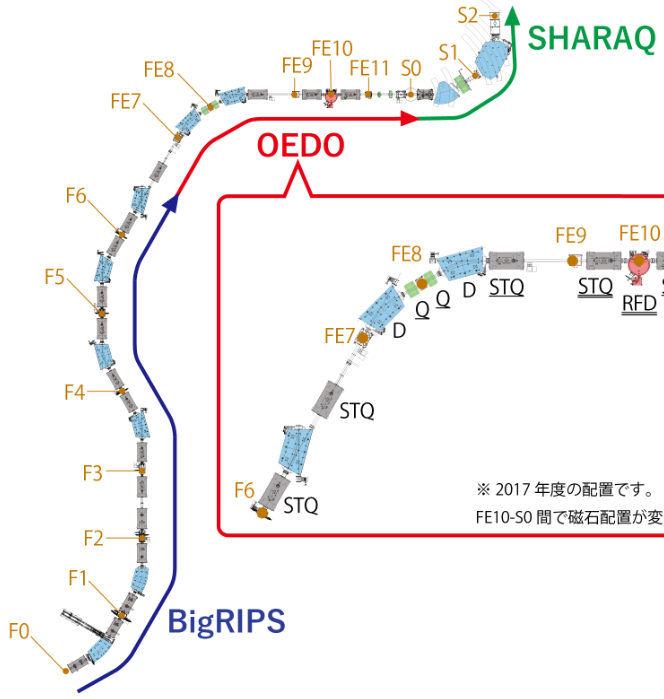 S2
SHARAQ
S1
FE8
FE9
FE10
FE11
S0
FE7
OEDO
F6
F5
F4
F3
F2
F1
F0
BigRIPS
FE8
FE9
FE10
D
Q
Q
D
STQ
STQ
RFD
FE7
D
STQ
F6
STQ
※ 2017 年度の配置です。
FE10-S0 間で磁石配置が変